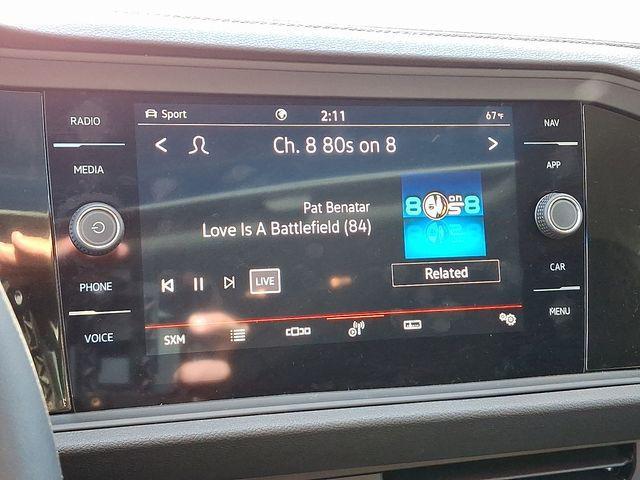 Sport
2:11
67°F
Ch. 8 80s on 8
Pat Benatar
Love Is A Battlefield (84)
8 on 8
LIVE
Related
SXM
RADIO
MEDIA
PHONE
VOICE
NAV
APP
CAR
MENU